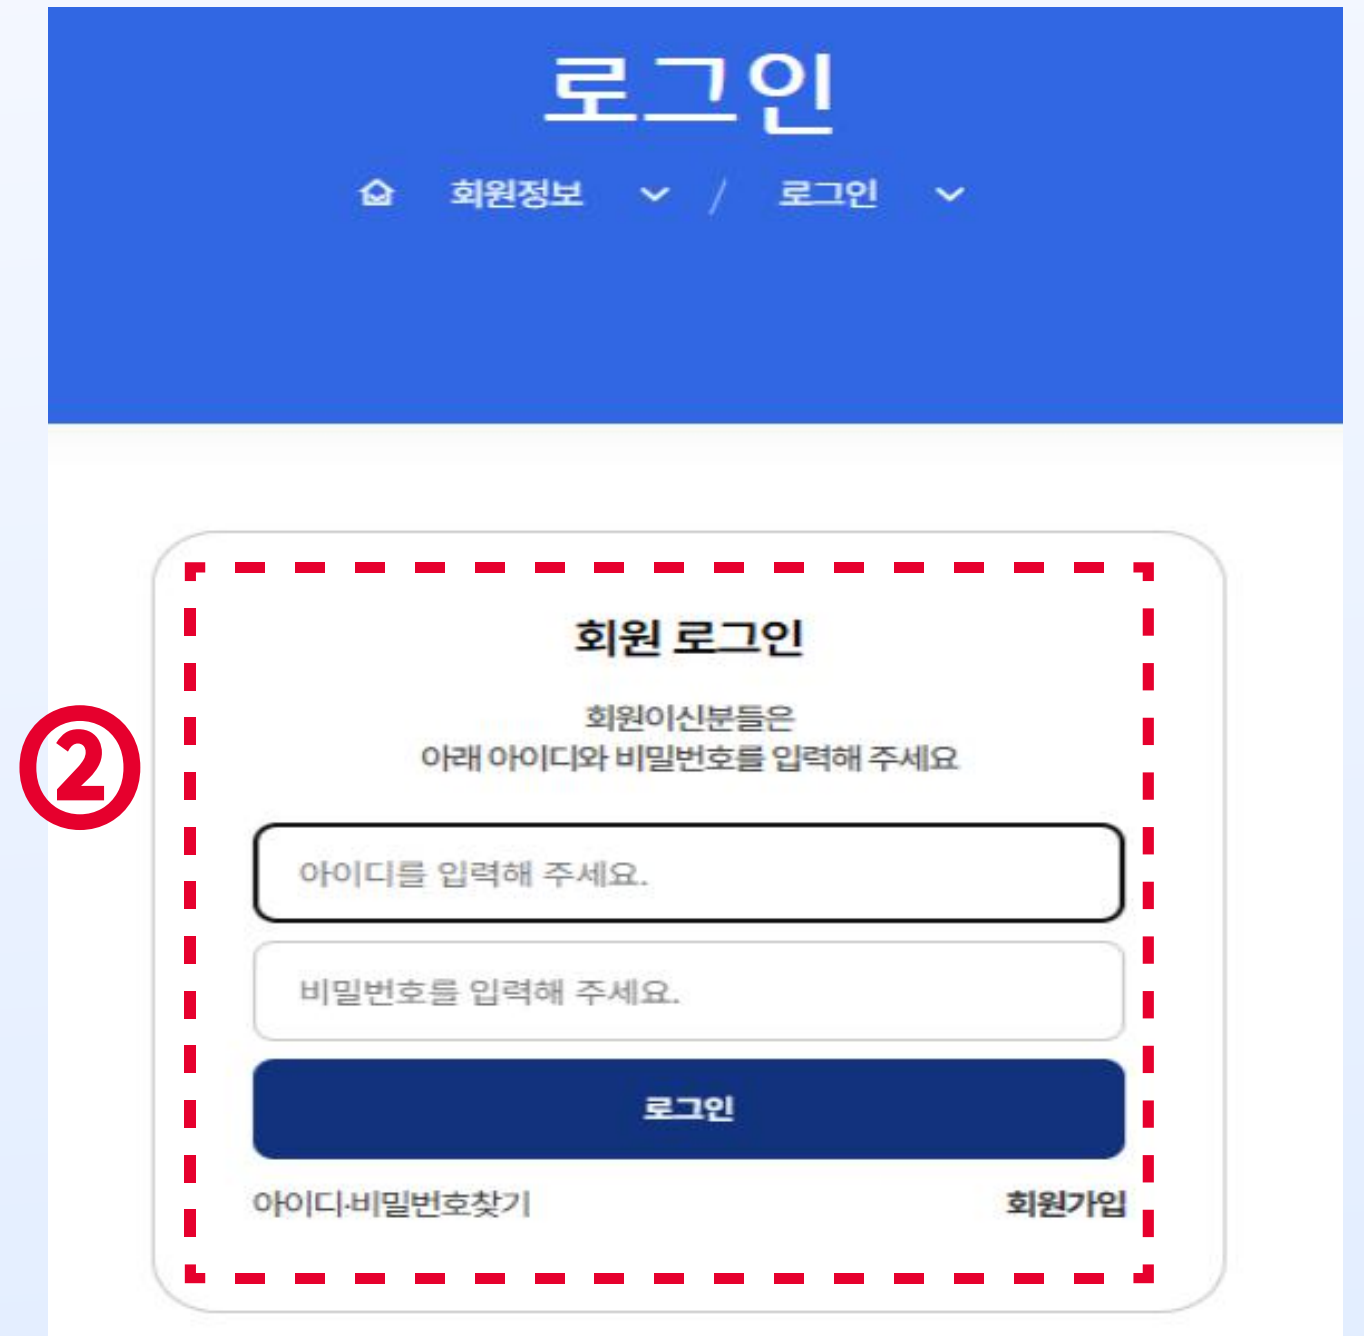 로그인
회원정보 / 로그인
회원 로그인
회원이신분들은
아래 아이디와 비밀번호를 입력해 주세요
②
아이디를 입력해 주세요.
비밀번호를 입력해 주세요.
로그인
아이디·비밀번호찾기 회원가입